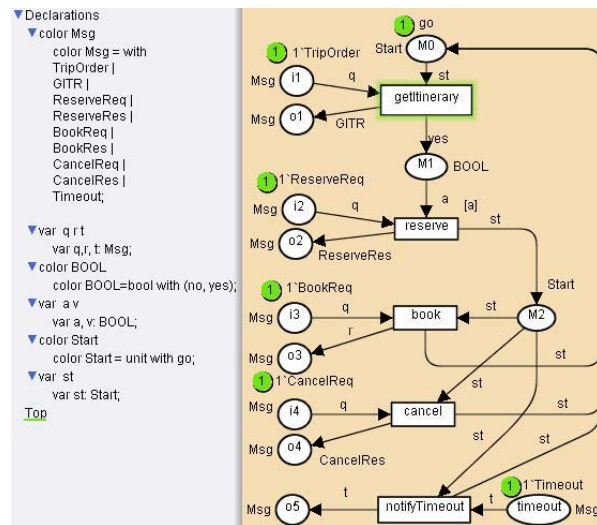 Declarations
color Msg
color Msg = with
TripOrder |
GITR |
ReserveReq |
ReserveRes |
BookReq |
BookRes |
CancelReq |
CancelRes |
Timeout;
var q r t
var q,r, t: Msg;
color BOOL
color BOOL=bool with (no, yes);
var a v
var a, v: BOOL;
color Start
color Start = unit with go;
var st
var st: Start;
Top
1 go
Start M0
1 1`TripOrder
Msg i1 q st
getItinerary
Msg o1 GITR
yes
M1 BOOL
1 1`ReserveReq
a [a]
Msg i2 q st
reserve
Msg o2
ReserveRes
Start
1 1`BookReq
Msg i3 q book st M2
r
Msg o3 st
1 1`CancelReq
Msg i4 q cancel st
o4 st st
Msg CancelRes
1 1`Timeout
Msg o5 t notifyTimeout t timeout Msg